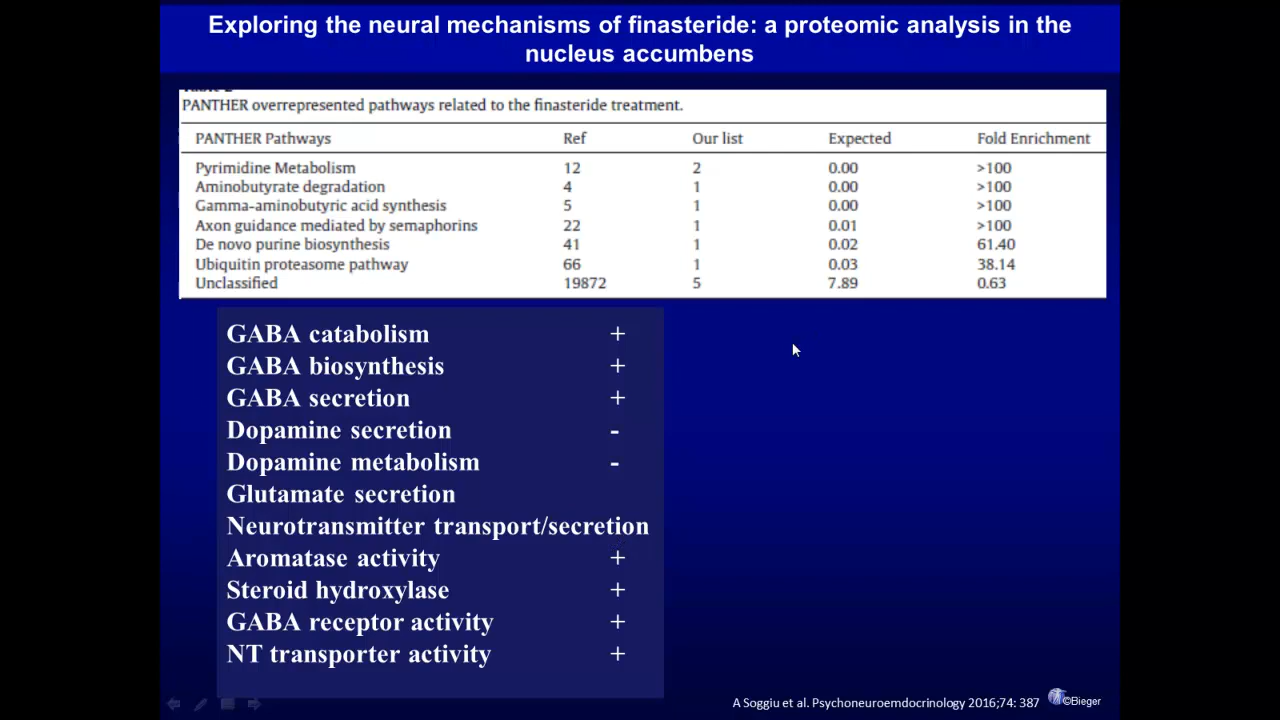 Exploring the neural mechanisms of finasteride: a proteomic analysis in the
nucleus accumbens
PANTHER overrepresented pathways related to the finasteride treatment.
PANTHER Pathways Ref Our list Expected Fold Enrichment
Pyrimidine Metabolism 12 2 0.00 >100
Aminobutyrate degradation 4 1 0.00 >100
Gamma-aminobutyric acid synthesis 5 1 0.00 >100
Axon guidance mediated by semaphorins 22 1 0.01 >100
De novo purine biosynthesis 41 1 0.02 61.40
Ubiquitin proteasome pathway 66 1 0.03 38.14
Unclassified 19872 5 7.89 0.63
GABA catabolism +
GABA biosynthesis +
GABA secretion +
Dopamine secretion -
Dopamine metabolism -
Glutamate secretion
Neurotransmitter transport/secretion
Aromatase activity +
Steroid hydroxylase +
GABA receptor activity +
NT transporter activity +
A Soggiu et al. Psychoneuroemdocrinology 2016;74: 387
©Bieger